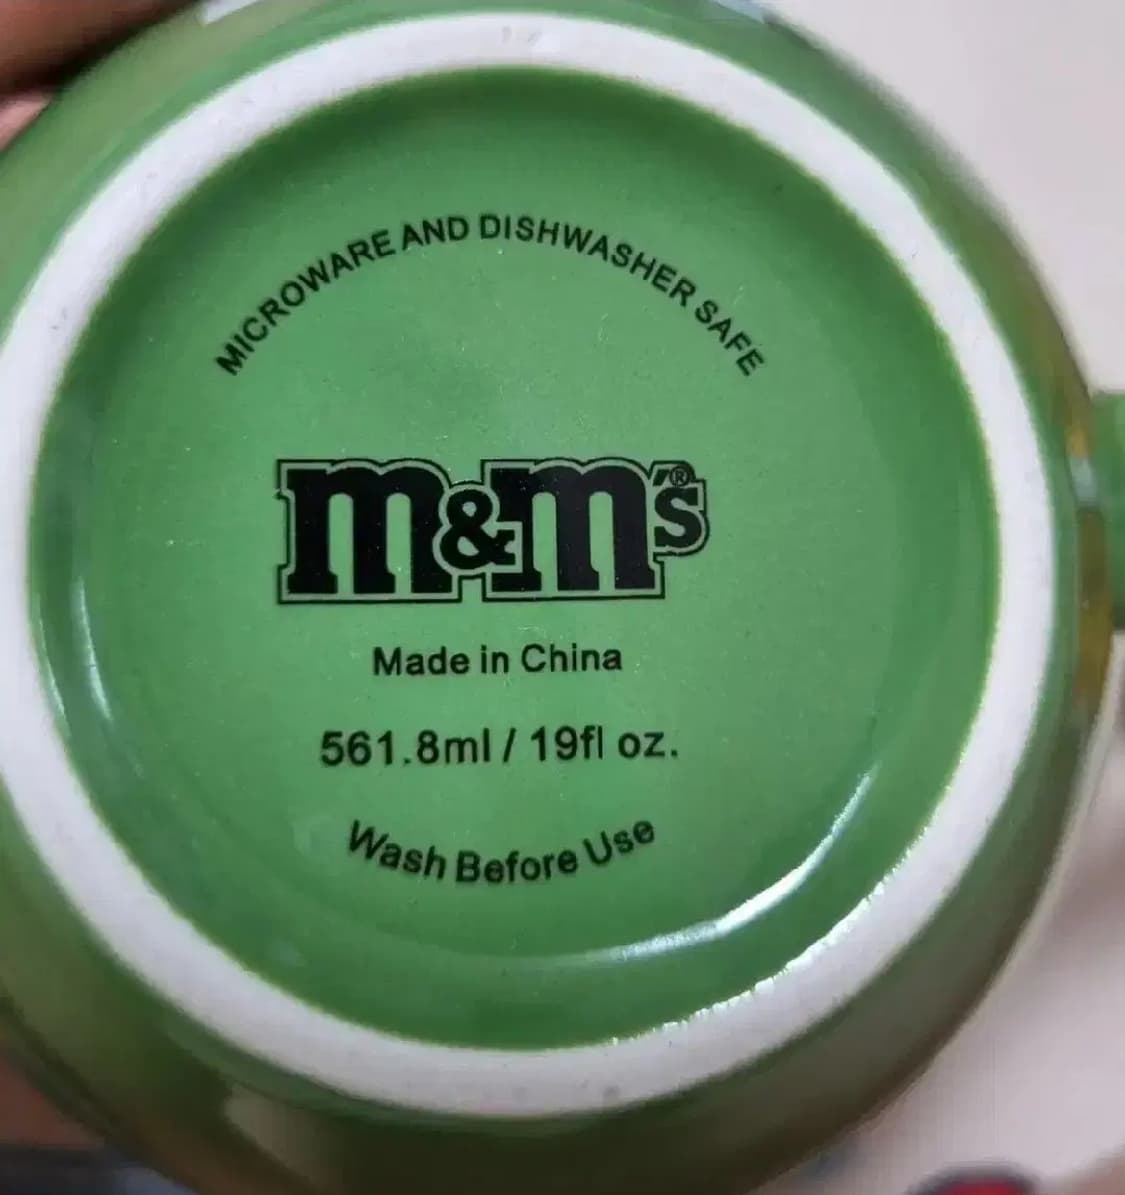 MICROWARE AND DISHWASHER SAFE
m&m's®
Made in China
561.8ml / 19fl oz.
Wash Before Use